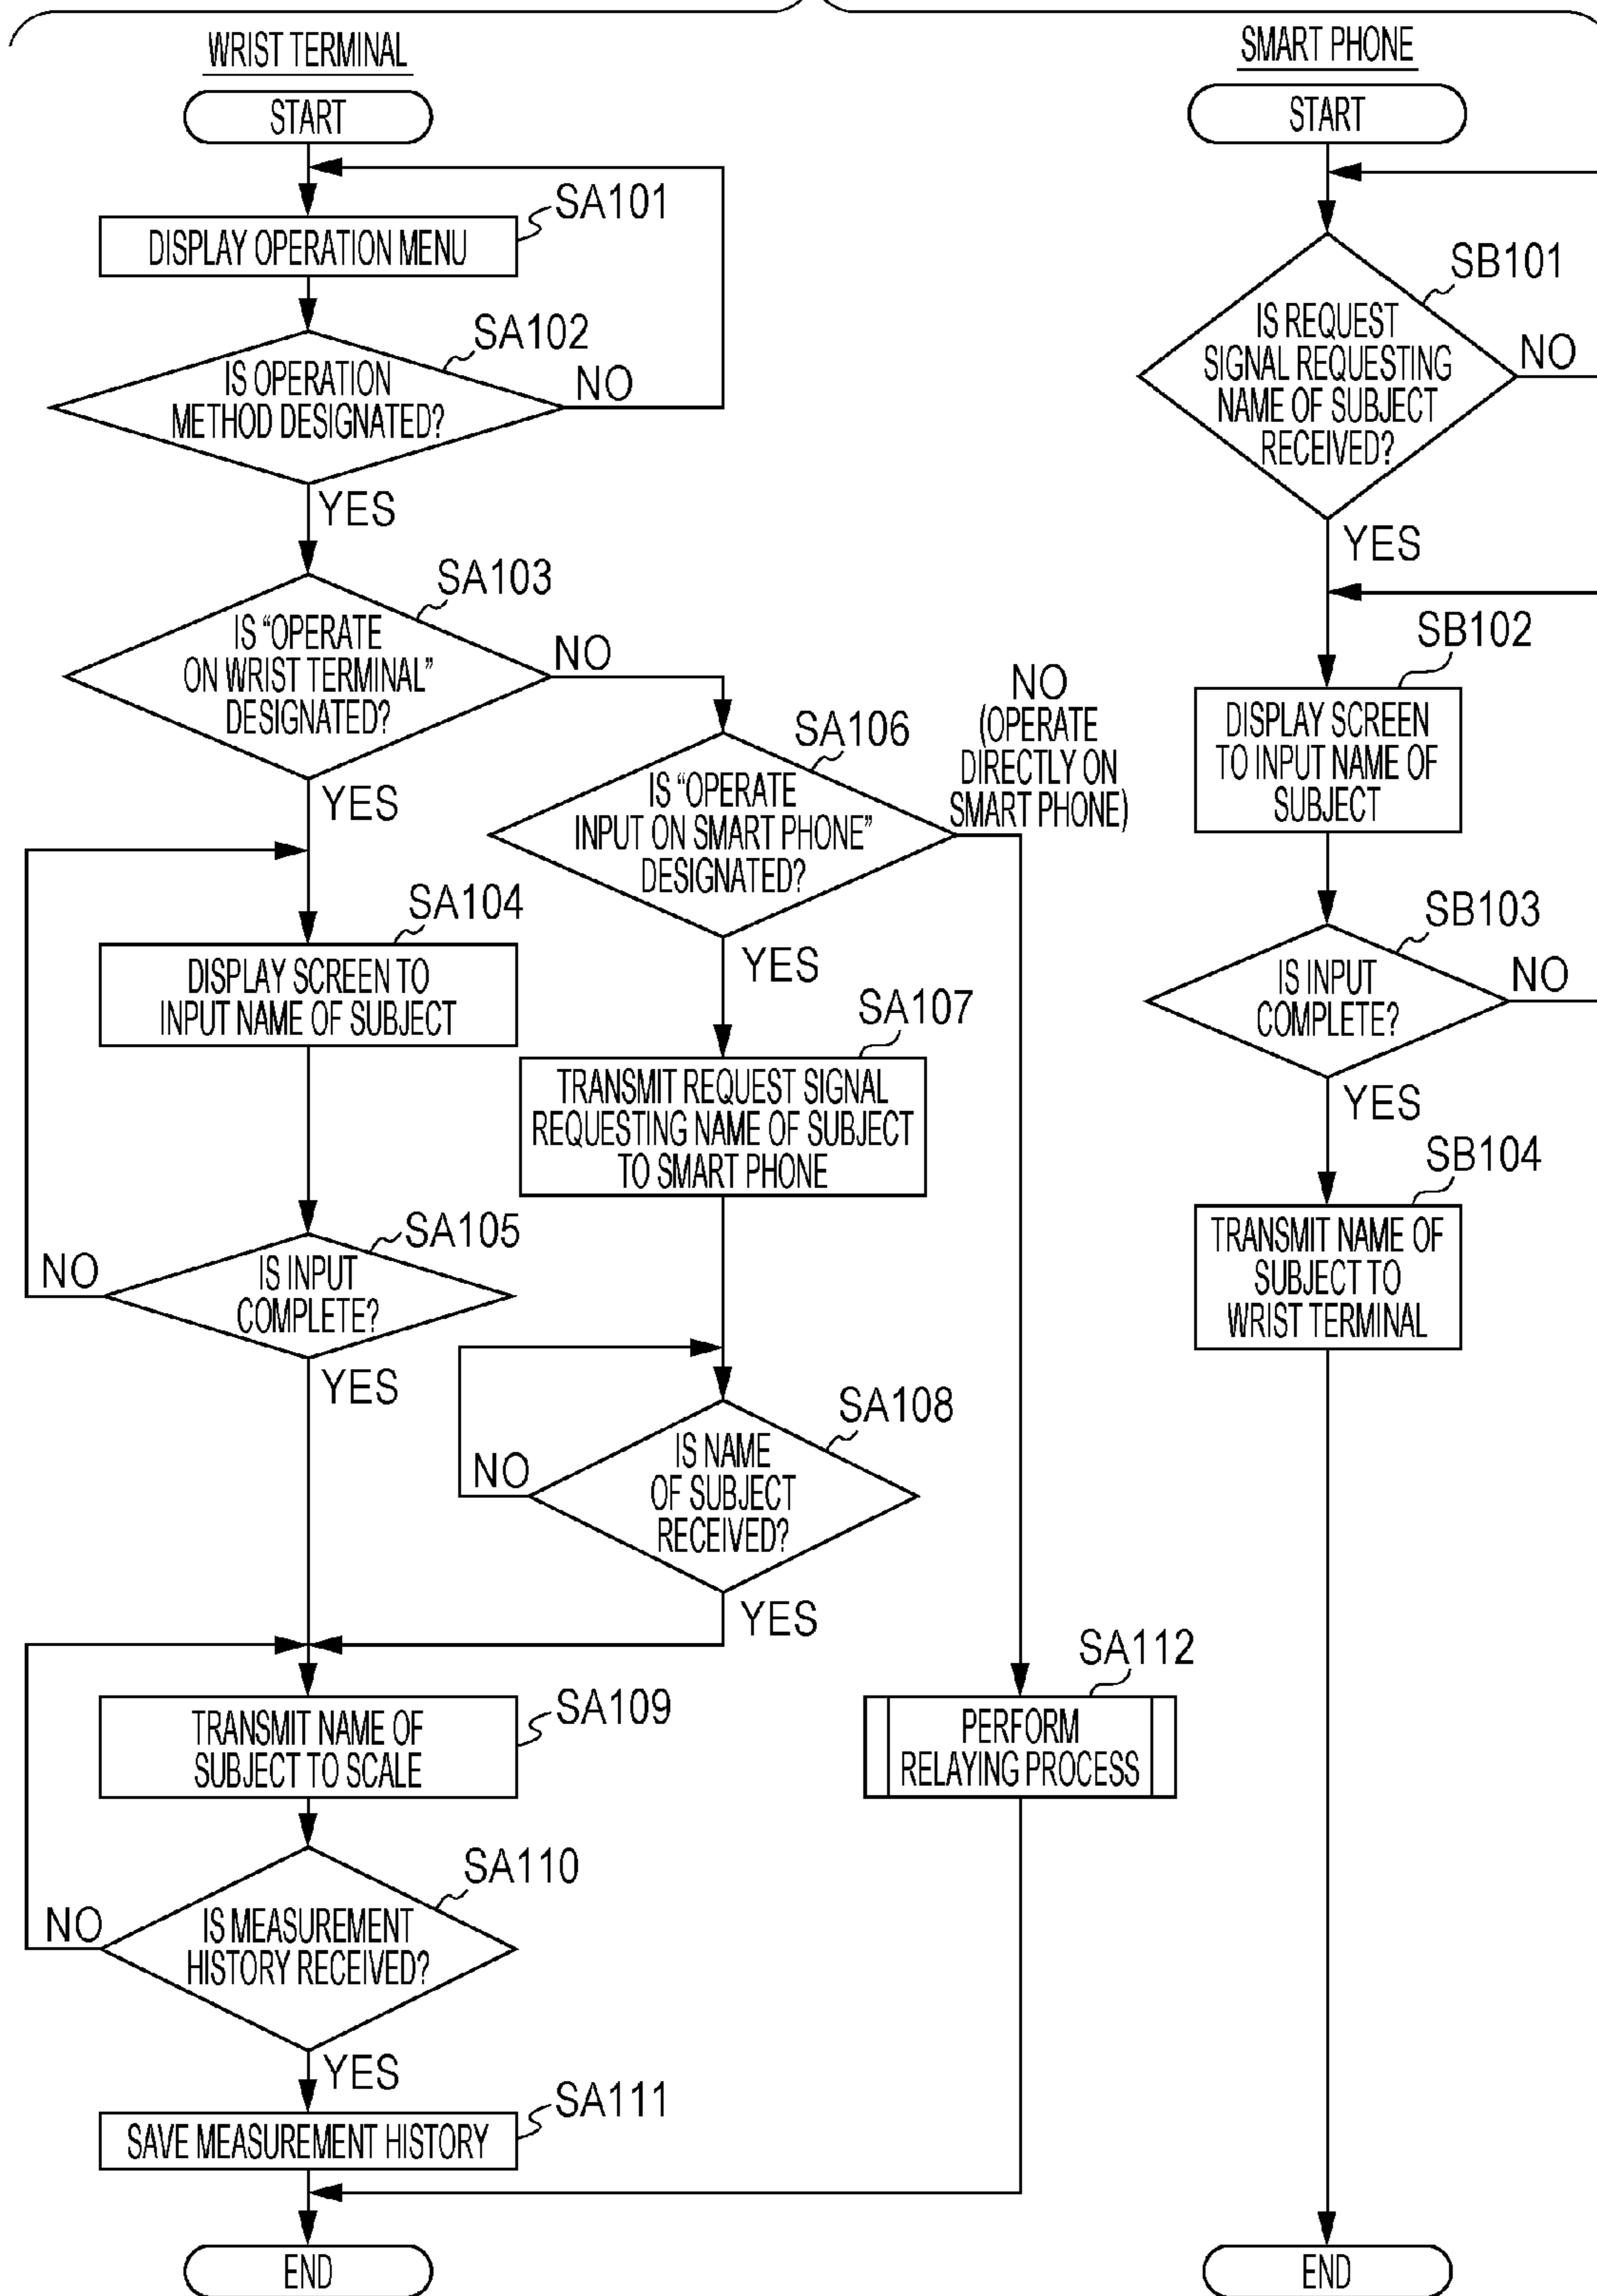 WRIST TERMINAL
START
SA101
DISPLAY OPERATION MENU
SA102
IS OPERATION
METHOD DESIGNATED?
NO
YES
SA103
IS “OPERATE
ON WRIST TERMINAL”
DESIGNATED?
NO
YES
SA104
DISPLAY SCREEN TO
INPUT NAME OF SUBJECT
SA105
IS INPUT
COMPLETE?
NO
YES
SA106
IS “OPERATE
INPUT ON SMART PHONE”
DESIGNATED?
NO
(OPERATE
DIRECTLY ON
SMART PHONE)
YES
SA107
TRANSMIT REQUEST SIGNAL
REQUESTING NAME OF SUBJECT
TO SMART PHONE
SA108
IS NAME
OF SUBJECT
RECEIVED?
NO
YES
SA109
TRANSMIT NAME OF
SUBJECT TO SCALE
SA110
IS MEASUREMENT
HISTORY RECEIVED?
NO
YES
SA111
SAVE MEASUREMENT HISTORY
SA112
PERFORM
RELAYING PROCESS
END
SMART PHONE
START
SB101
IS REQUEST
SIGNAL REQUESTING
NAME OF SUBJECT
RECEIVED?
NO
YES
SB102
DISPLAY SCREEN
TO INPUT NAME OF
SUBJECT
SB103
IS INPUT
COMPLETE?
NO
YES
SB104
TRANSMIT NAME OF
SUBJECT TO
WRIST TERMINAL
END